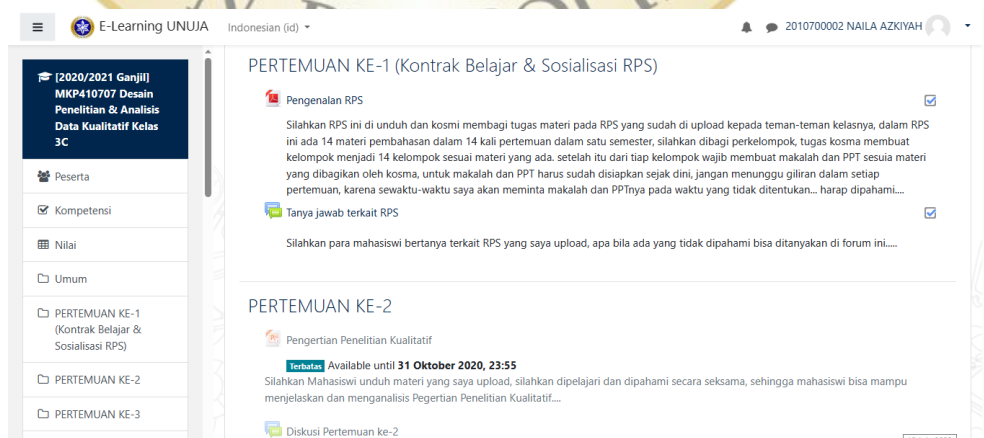 E-Learning UNUJA
Indonesian (id)
2010700002 NAILA AZKIYAH
[2020/2021 Ganjil]
MKP410707 Desain
Penelitian & Analisis
Data Kualitatif Kelas
3C
Peserta
Kompetensi
Nilai
Umum
PERTEMUAN KE-1
(Kontrak Belajar &
Sosialisasi RPS)
PERTEMUAN KE-2
PERTEMUAN KE-3
PERTEMUAN KE-1 (Kontrak Belajar & Sosialisasi RPS)
Pengenalan RPS
Silahkan RPS ini di unduh dan kosmi membagi tugas materi pada RPS yang sudah di upload kepada teman-teman kelasnya, dalam RPS
ini ada 14 materi pembahasan dalam 14 kali pertemuan dalam satu semester, silahkan dibagi perkelompok, tugas kosma membuat
kelompok menjadi 14 kelompok sesuai materi yang ada. setelah itu dari tiap kelompok wajib membuat makalah dan PPT sesuia materi
yang dibagikan oleh kosma, untuk makalah dan PPT harus sudah disiapkan sejak dini, jangan menunggu giliran dalam setiap
pertemuan, karena sewaktu-waktu saya akan meminta makalah dan PPTnya pada waktu yang tidak ditentukan... harap dipahami....
Tanya jawab terkait RPS
Silahkan para mahasiswi bertanya terkait RPS yang saya upload, apa bila ada yang tidak dipahami bisa ditanyakan di forum ini.....
PERTEMUAN KE-2
Pengertian Penelitian Kualitatif
Terbatas Available until 31 Oktober 2020, 23:55
Silahkan Mahasiswi unduh materi yang saya upload, silahkan dipelajari dan dipahami secara seksama, sehingga mahasiswi bisa mampu
menjelaskan dan menganalisis Pegertian Penelitian Kualitatif....
Diskusi Pertemuan ke-2